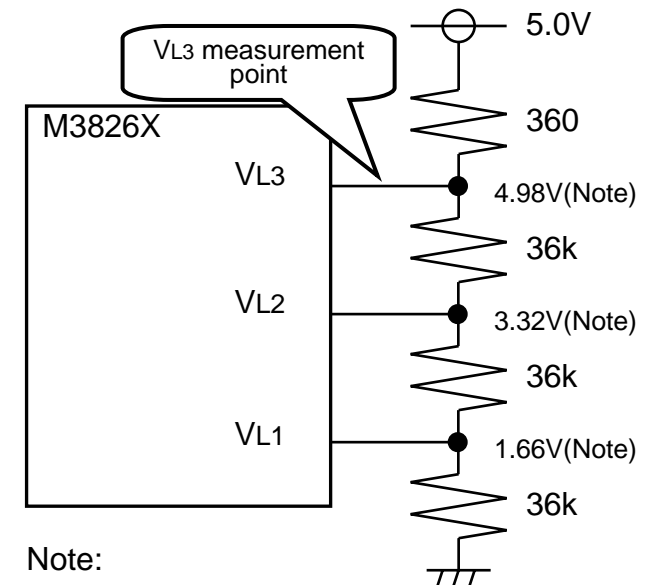 VL3 measurement
point
5.0V
M3826X
360
VL3
4.98V(Note)
36k
VL2
3.32V(Note)
36k
VL1
1.66V(Note)
36k
Note: